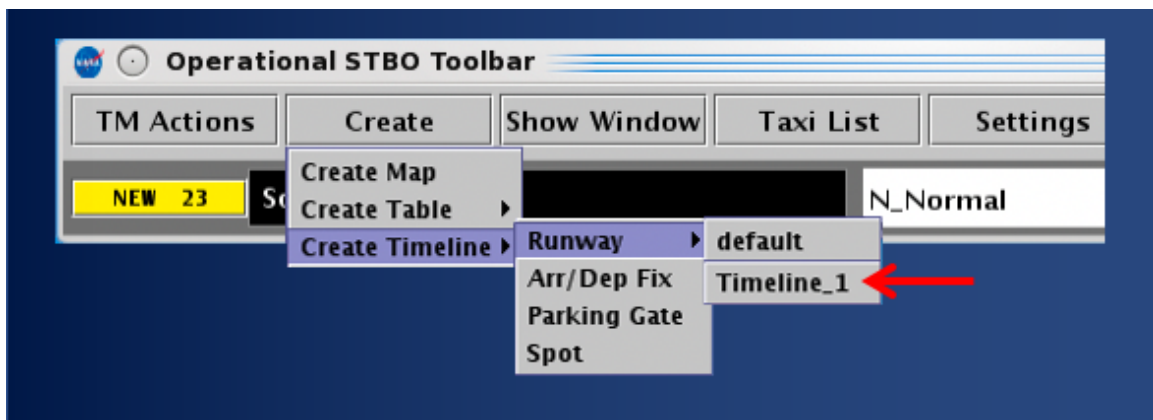 Operational STBO Toolbar
TM Actions Create Show Window Taxi List Settings
Create Map
NEW 23 N_Normal
Create Table
Create Timeline Runway default
Arr/Dep Fix Timeline_1
Parking Gate
Spot